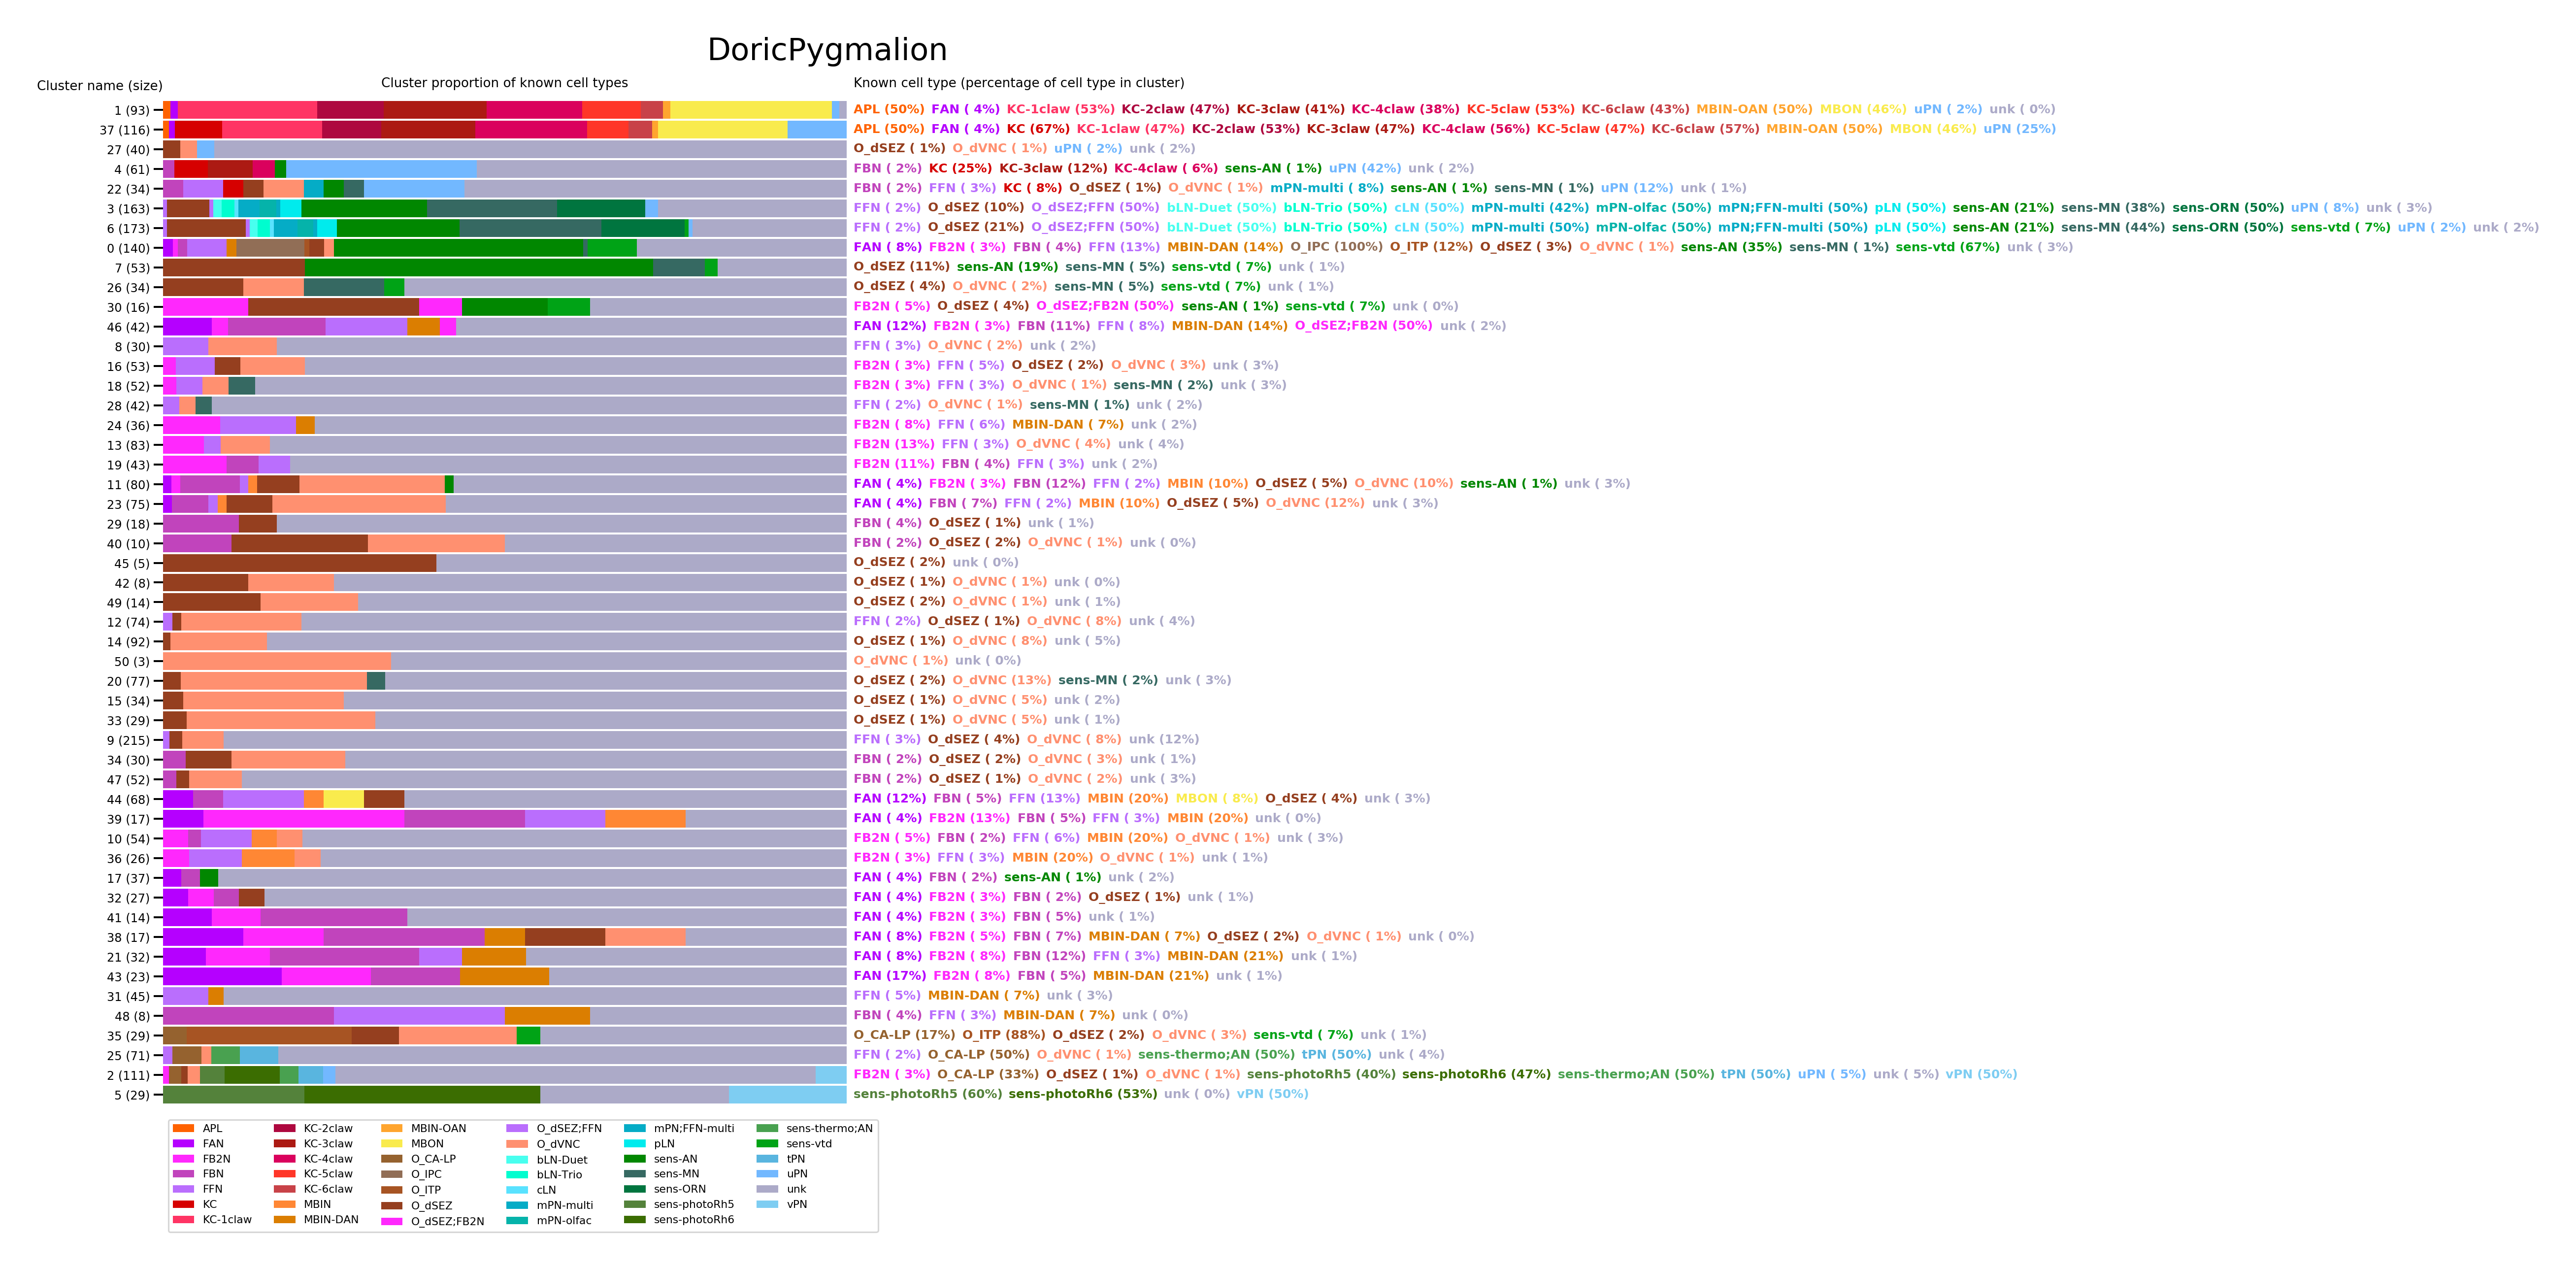 DoricPygmalion
Cluster name (size) Cluster proportion of known cell types Known cell type (percentage of cell type in cluster)
1 (93) APL (50%) FAN ( 4%) KC-1claw (53%) KC-2claw (47%) KC-3claw (41%) KC-4claw (38%) KC-5claw (53%) KC-6claw (43%) MBIN-OAN (50%) MBON (46%) uPN ( 2%) unk ( 0%)
37 (116) APL (50%) FAN ( 4%) KC (67%) KC-1claw (47%) KC-2claw (53%) KC-3claw (47%) KC-4claw (56%) KC-5claw (47%) KC-6claw (57%) MBIN-OAN (50%) MBON (46%) uPN (25%)
27 (40) O_dSEZ ( 1%) O_dVNC ( 1%) uPN ( 2%) unk ( 2%)
4 (61) FBN ( 2%) KC (25%) KC-3claw (12%) KC-4claw ( 6%) sens-AN ( 1%) uPN (42%) unk ( 2%)
22 (34) FBN ( 2%) FFN ( 3%) KC ( 8%) O_dSEZ ( 1%) O_dVNC ( 1%) mPN-multi ( 8%) sens-AN ( 1%) sens-MN ( 1%) uPN (12%) unk ( 1%)
3 (163) FFN ( 2%) O_dSEZ (10%) O_dSEZ;FFN (50%) bLN-Duet (50%) bLN-Trio (50%) cLN (50%) mPN-multi (42%) mPN-olfac (50%) mPN;FFN-multi (50%) pLN (50%) sens-AN (21%) sens-MN (38%) sens-ORN (50%) uPN ( 8%) unk ( 3%)
6 (173) FFN ( 2%) O_dSEZ (21%) O_dSEZ;FFN (50%) bLN-Duet (50%) bLN-Trio (50%) cLN (50%) mPN-multi (50%) mPN-olfac (50%) mPN;FFN-multi (50%) pLN (50%) sens-AN (21%) sens-MN (44%) sens-ORN (50%) sens-vtd ( 7%) uPN ( 2%) unk ( 2%)
0 (140) FAN ( 8%) FB2N ( 3%) FBN ( 4%) FFN (13%) MBIN-DAN (14%) O_IPC (100%) O_ITP (12%) O_dSEZ ( 3%) O_dVNC ( 1%) sens-AN (35%) sens-MN ( 1%) sens-vtd (67%) unk ( 3%)
7 (53) O_dSEZ (11%) sens-AN (19%) sens-MN ( 5%) sens-vtd ( 7%) unk ( 1%)
26 (34) O_dSEZ ( 4%) O_dVNC ( 2%) sens-MN ( 5%) sens-vtd ( 7%) unk ( 1%)
30 (16) FB2N ( 5%) O_dSEZ ( 4%) O_dSEZ;FB2N (50%) sens-AN ( 1%) sens-vtd ( 7%) unk ( 0%)
46 (42) FAN (12%) FB2N ( 3%) FBN (11%) FFN ( 8%) MBIN-DAN (14%) O_dSEZ;FB2N (50%) unk ( 2%)
8 (30) FFN ( 3%) O_dVNC ( 2%) unk ( 2%)
16 (53) FB2N ( 3%) FFN ( 5%) O_dSEZ ( 2%) O_dVNC ( 3%) unk ( 3%)
18 (52) FB2N ( 3%) FFN ( 3%) O_dVNC ( 1%) sens-MN ( 2%) unk ( 3%)
28 (42) FFN ( 2%) O_dVNC ( 1%) sens-MN ( 1%) unk ( 2%)
24 (36) FB2N ( 8%) FFN ( 6%) MBIN-DAN ( 7%) unk ( 2%)
13 (83) FB2N (13%) FFN ( 3%) O_dVNC ( 4%) unk ( 4%)
19 (43) FB2N (11%) FBN ( 4%) FFN ( 3%) unk ( 2%)
11 (80) FAN ( 4%) FB2N ( 3%) FBN (12%) FFN ( 2%) MBIN (10%) O_dSEZ ( 5%) O_dVNC (10%) sens-AN ( 1%) unk ( 3%)
23 (75) FAN ( 4%) FBN ( 7%) FFN ( 2%) MBIN (10%) O_dSEZ ( 5%) O_dVNC (12%) unk ( 3%)
29 (18) FBN ( 4%) O_dSEZ ( 1%) unk ( 1%)
40 (10) FBN ( 2%) O_dSEZ ( 2%) O_dVNC ( 1%) unk ( 0%)
45 (5) O_dSEZ ( 2%) unk ( 0%)
42 (8) O_dSEZ ( 1%) O_dVNC ( 1%) unk ( 0%)
49 (14) O_dSEZ ( 2%) O_dVNC ( 1%) unk ( 1%)
12 (74) FFN ( 2%) O_dSEZ ( 1%) O_dVNC ( 8%) unk ( 4%)
14 (92) O_dSEZ ( 1%) O_dVNC ( 8%) unk ( 5%)
50 (3) O_dVNC ( 1%) unk ( 0%)
20 (77) O_dSEZ ( 2%) O_dVNC (13%) sens-MN ( 2%) unk ( 3%)
15 (34) O_dSEZ ( 1%) O_dVNC ( 5%) unk ( 2%)
33 (29) O_dSEZ ( 1%) O_dVNC ( 5%) unk ( 1%)
9 (215) FFN ( 3%) O_dSEZ ( 4%) O_dVNC ( 8%) unk (12%)
34 (30) FBN ( 2%) O_dSEZ ( 2%) O_dVNC ( 3%) unk ( 1%)
47 (52) FBN ( 2%) O_dSEZ ( 1%) O_dVNC ( 2%) unk ( 3%)
44 (68) FAN (12%) FBN ( 5%) FFN (13%) MBIN (20%) MBON ( 8%) O_dSEZ ( 4%) unk ( 3%)
39 (17) FAN ( 4%) FB2N (13%) FBN ( 5%) FFN ( 3%) MBIN (20%) unk ( 0%)
10 (54) FB2N ( 5%) FBN ( 2%) FFN ( 6%) MBIN (20%) O_dVNC ( 1%) unk ( 3%)
36 (26) FB2N ( 3%) FFN ( 3%) MBIN (20%) O_dVNC ( 1%) unk ( 1%)
17 (37) FAN ( 4%) FBN ( 2%) sens-AN ( 1%) unk ( 2%)
32 (27) FAN ( 4%) FB2N ( 3%) FBN ( 2%) O_dSEZ ( 1%) unk ( 1%)
41 (14) FAN ( 4%) FB2N ( 3%) FBN ( 5%) unk ( 1%)
38 (17) FAN ( 8%) FB2N ( 5%) FBN ( 7%) MBIN-DAN ( 7%) O_dSEZ ( 2%) O_dVNC ( 1%) unk ( 0%)
21 (32) FAN ( 8%) FB2N ( 8%) FBN (12%) FFN ( 3%) MBIN-DAN (21%) unk ( 1%)
43 (23) FAN (17%) FB2N ( 8%) FBN ( 5%) MBIN-DAN (21%) unk ( 1%)
31 (45) FFN ( 5%) MBIN-DAN ( 7%) unk ( 3%)
48 (8) FBN ( 4%) FFN ( 3%) MBIN-DAN ( 7%) unk ( 0%)
35 (29) O_CA-LP (17%) O_ITP (88%) O_dSEZ ( 2%) O_dVNC ( 3%) sens-vtd ( 7%) unk ( 1%)
25 (71) FFN ( 2%) O_CA-LP (50%) O_dVNC ( 1%) sens-thermo;AN (50%) tPN (50%) unk ( 4%)
2 (111) FB2N ( 3%) O_CA-LP (33%) O_dSEZ ( 1%) O_dVNC ( 1%) sens-photoRh5 (40%) sens-photoRh6 (47%) sens-thermo;AN (50%) tPN (50%) uPN ( 5%) unk ( 5%) vPN (50%)
5 (29) sens-photoRh5 (60%) sens-photoRh6 (53%) unk ( 0%) vPN (50%)
APL KC-2claw MBIN-OAN O_dSEZ;FFN mPN;FFN-multi sens-thermo;AN
FAN KC-3claw MBON O_dVNC pLN sens-vtd
FB2N KC-4claw O_CA-LP bLN-Duet sens-AN tPN
FBN KC-5claw O_IPC bLN-Trio sens-MN uPN
FFN KC-6claw O_ITP cLN sens-ORN unk
KC MBIN O_dSEZ mPN-multi sens-photoRh5 vPN
KC-1claw MBIN-DAN O_dSEZ;FB2N mPN-olfac sens-photoRh6